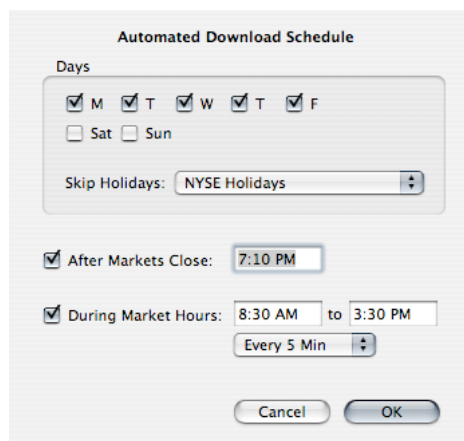 Automated Download Schedule
Days
M T W T F
Sat Sun
Skip Holidays: NYSE Holidays
After Markets Close: 7:10 PM
During Market Hours: 8:30 AM to 3:30 PM
Every 5 Min
Cancel OK